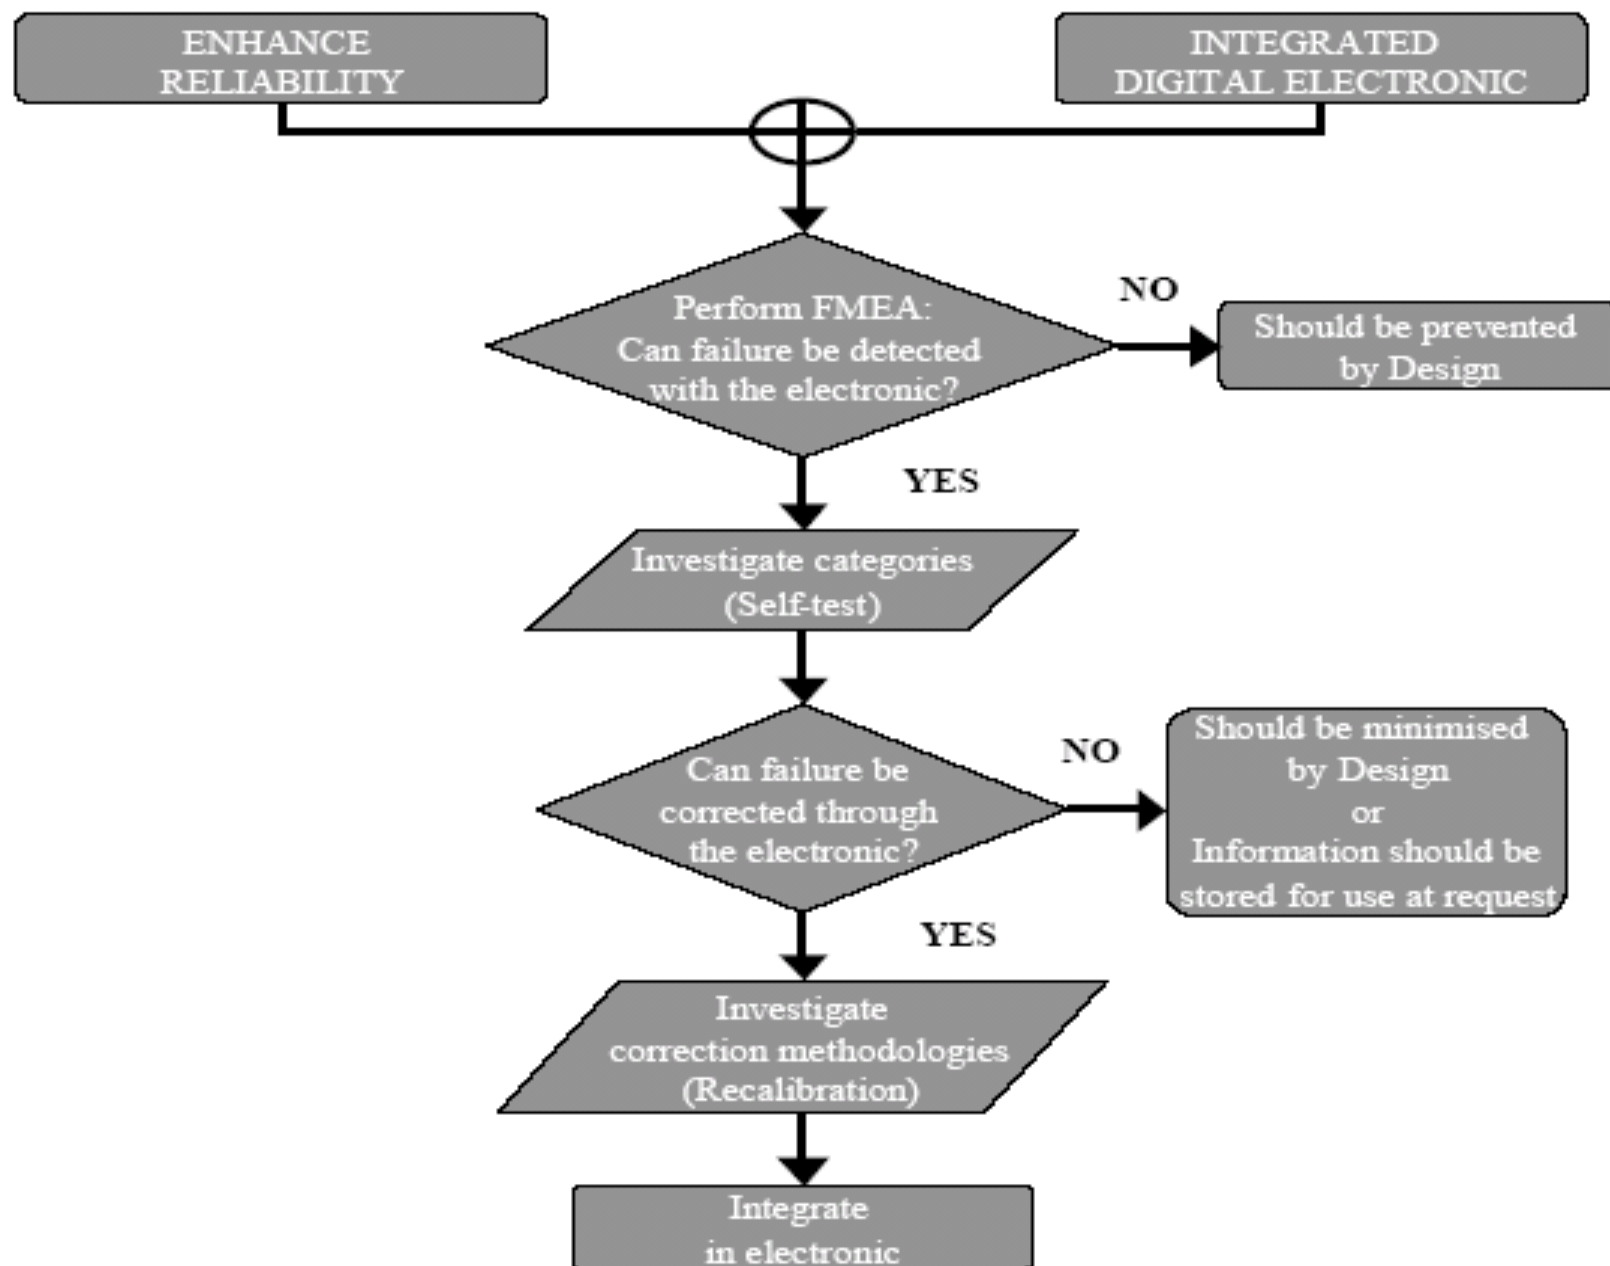 ENHANCE
RELIABILITY
INTEGRATED
DIGITAL ELECTRONIC
Perform FMEA:
Can failure be detected
with the electronic?
NO
Should be prevented
by Design
YES
Investigate categories
(Self-test)
Can failure be
corrected through
the electronic?
NO
Should be minimised
by Design
or
Information should be
stored for use at request
YES
Investigate
correction methodologies
(Recalibration)
Integrate
in electronic